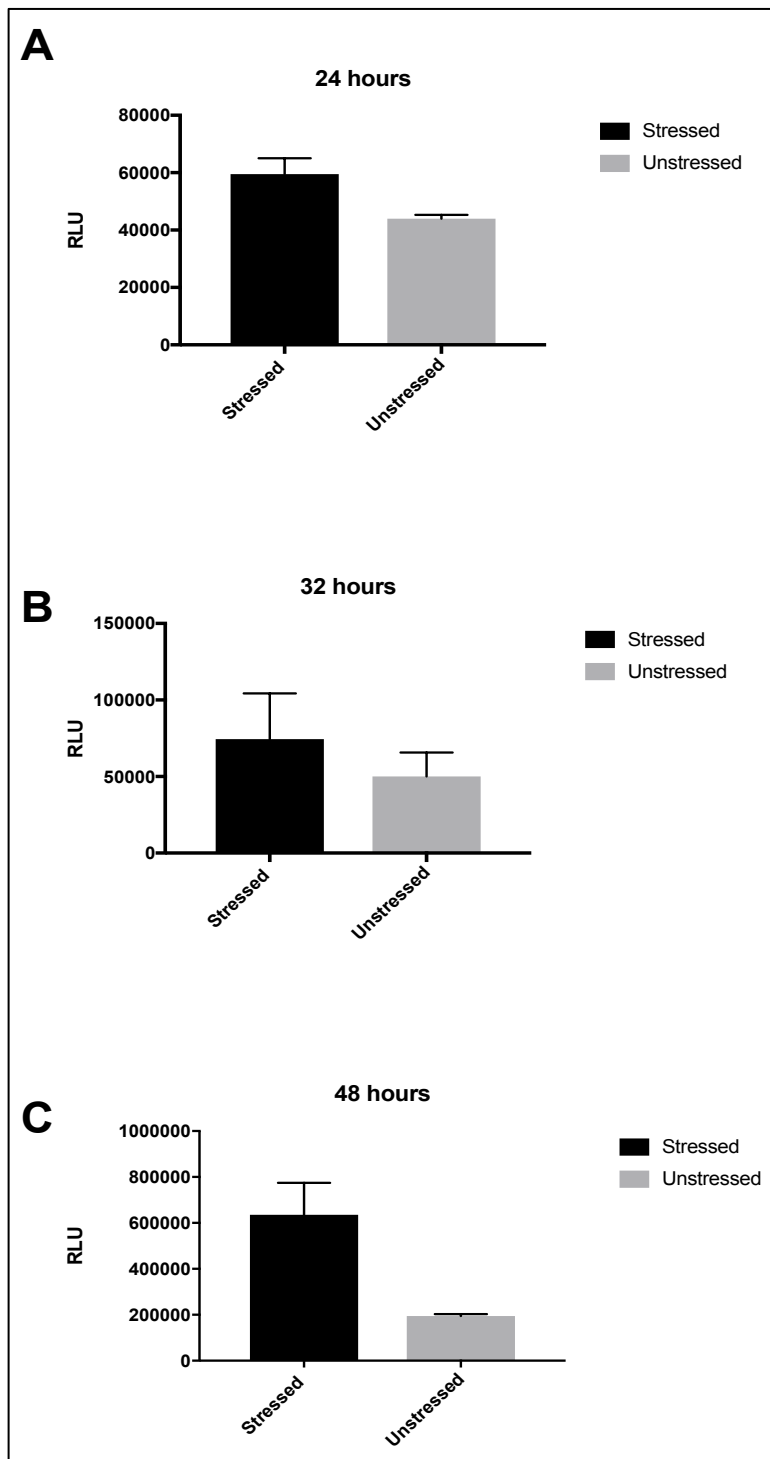 A
24 hours
80000
60000
40000
20000
0
RLU
Stressed
Unstressed
Stressed
Unstressed
B
32 hours
150000
100000
50000
0
RLU
Stressed
Unstressed
Stressed
Unstressed
C
48 hours
1000000
800000
600000
400000
200000
0
RLU
Stressed
Unstressed
Stressed
Unstressed